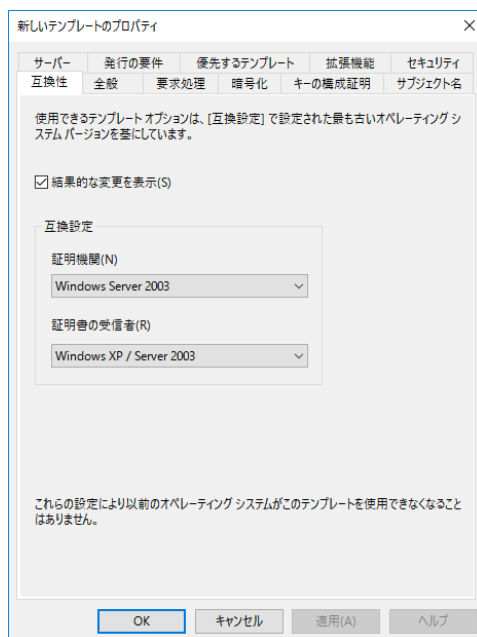 新しいテンプレートのプロパティ
サーバー 発行の要件 優先するテンプレート 拡張機能 セキュリティ
互換性 全般 要求処理 暗号化 キーの構成証明 サブジェクト名
使用できるテンプレート オプションは、[互換設定] で設定された最も古いオペレーティング シ
ステム バージョンを基にしています。
結果的な変更を表示(S)
互換設定
証明機関(N)
Windows Server 2003
証明書の受信者(R)
Windows XP / Server 2003
これらの設定により以前のオペレーティング システムがこのテンプレートを使用できなくなること
はありません。
OK キャンセル 適用(A) ヘルプ